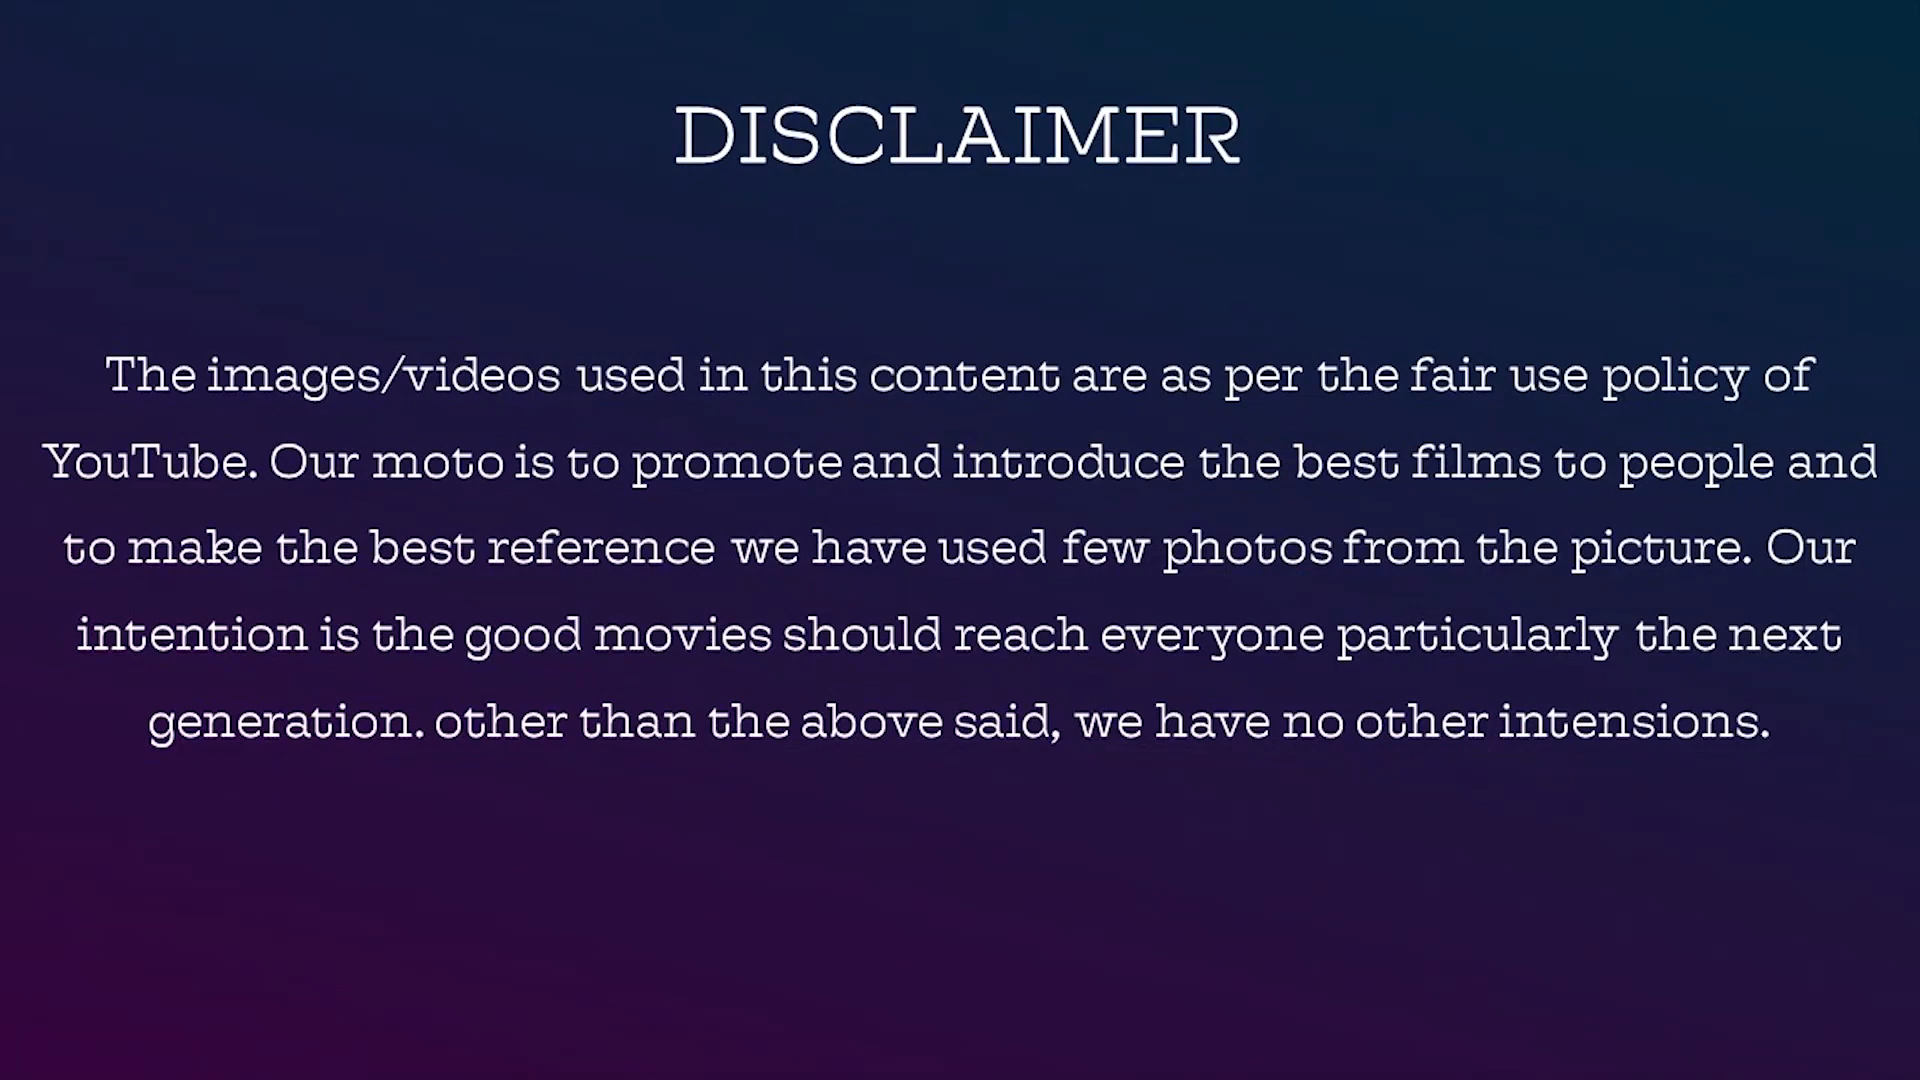 DISCLAIMER
The images/videos used in this content are as per the fair use policy of
YouTube. Our moto is to promote and introduce the best films to people and
to make the best reference we have used few photos from the picture. Our
intention is the good movies should reach everyone particularly the next
generation. other than the above said, we have no other intensions.